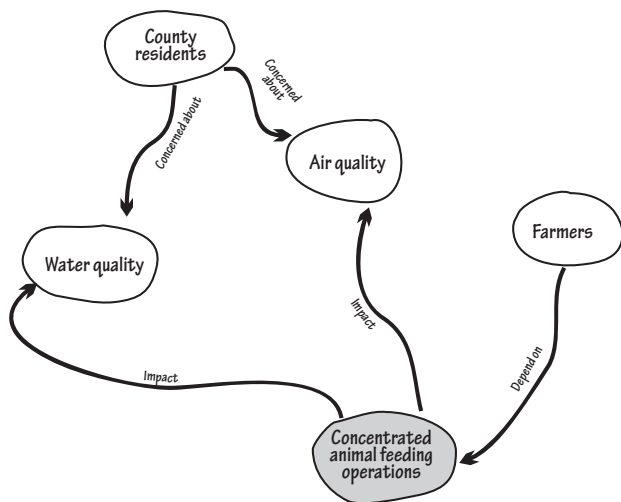 County
residents
Concerned
about
Concerned about
Air quality
Farmers
Water quality
Impact
Impact
Depend on
Concentrated
animal feeding
operations